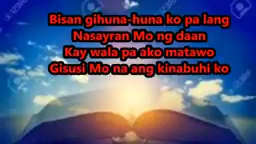 Bisan gihuna-huna ko pa lang
Nasayran Mo ng daan
Kay wala pa ako matawo
Gisusi Mo na ang kinabuhi ko